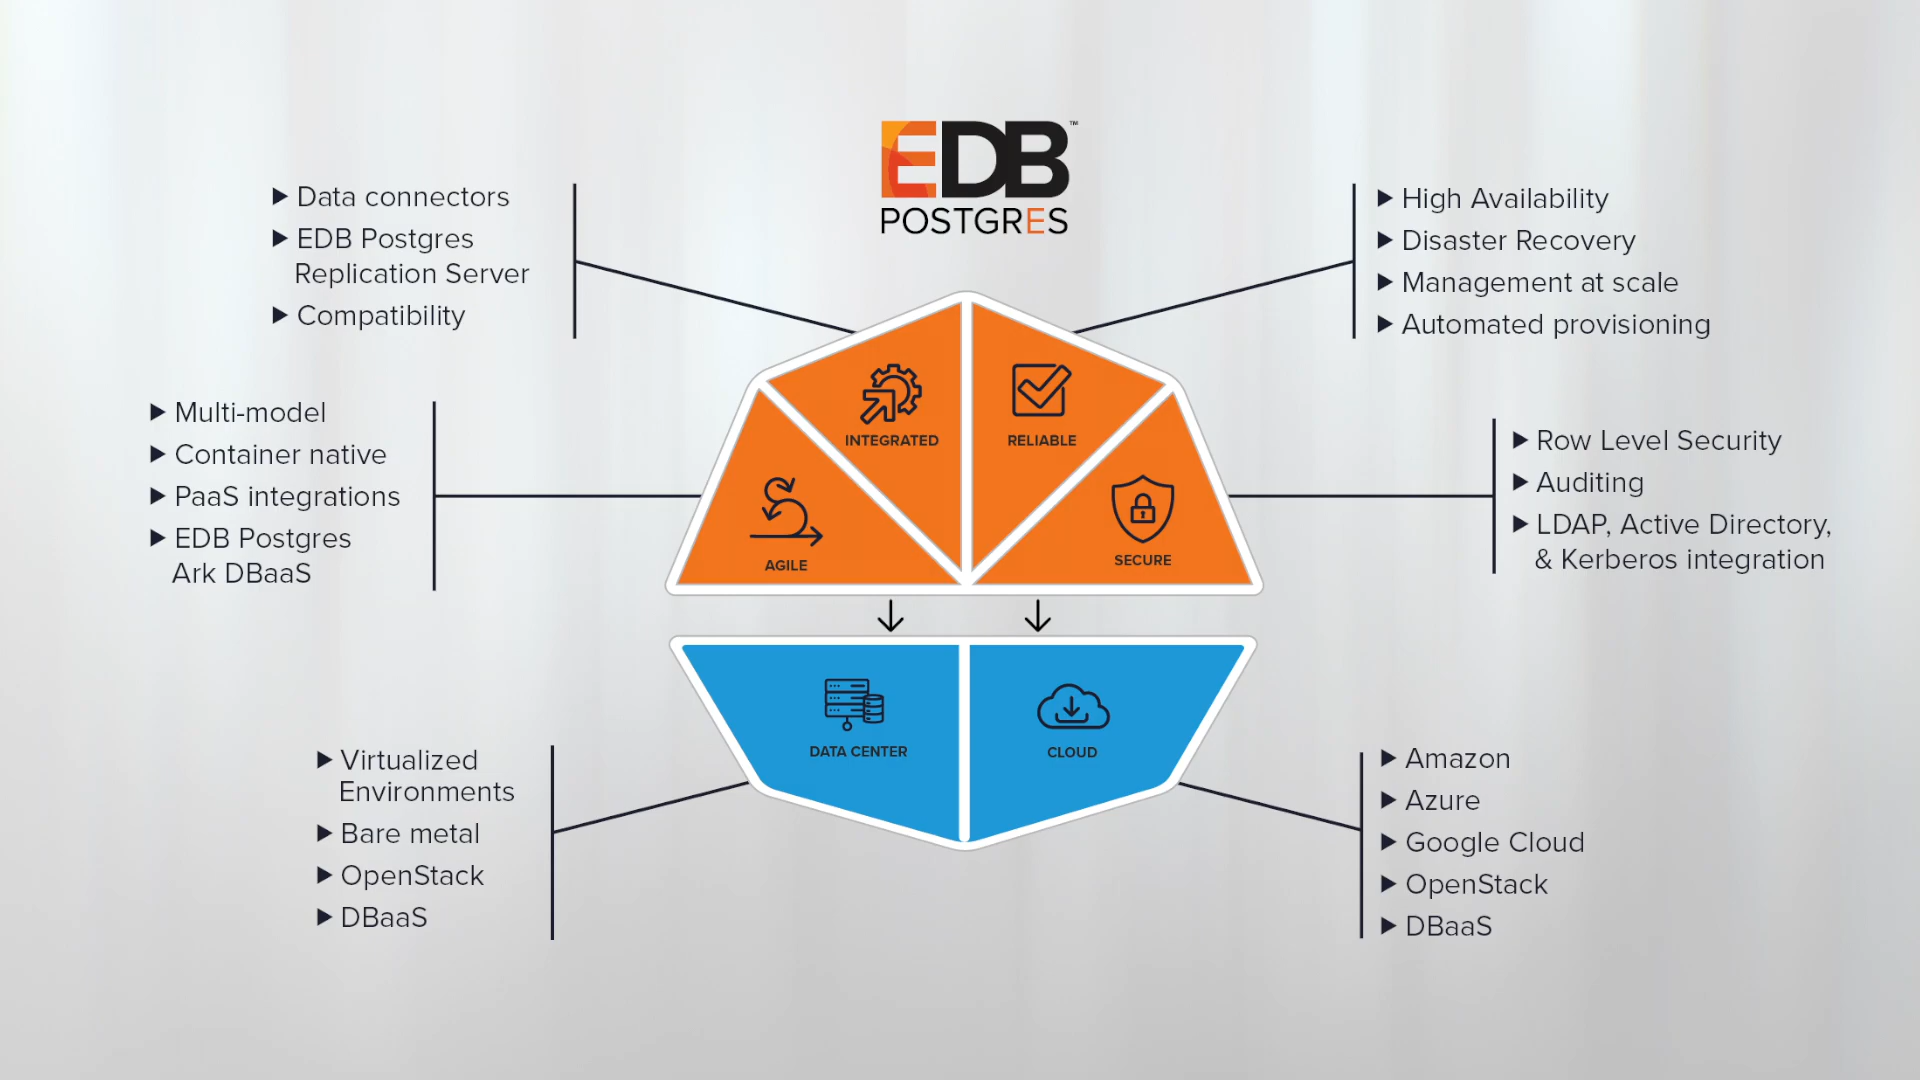 EDB™
POSTGRES
Data connectors
EDB Postgres
Replication Server
Compatibility
High Availability
Disaster Recovery
Management at scale
Automated provisioning
INTEGRATED
RELIABLE
Multi-model
Container native
PaaS integrations
EDB Postgres
Ark DBaaS
AGILE
SECURE
Row Level Security
Auditing
LDAP, Active Directory,
& Kerberos integration
DATA CENTER
CLOUD
Virtualized
Environments
Bare metal
OpenStack
DBaaS
Amazon
Azure
Google Cloud
OpenStack
DBaaS